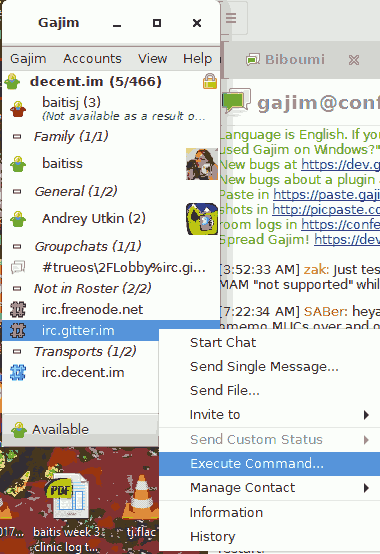 Gajim
Gajim Accounts View Help
decent.im (5/466)
baitisj (3)
(Not available as a result o...
Family (1/1)
baitiss
General (1/2)
Andrey Utkin (2)
Groupchats (1/1)
#trueos\2FLobby%irc.gi...
Not in Roster (2/2)
irc.freenode.net
irc.gitter.im
Transports (1/2)
irc.decent.im
Available
Start Chat
Send Single Message...
Send File...
Invite to
Send Custom Status
Execute Command...
Manage Contact
Information
History
Biboumi
gajim@conf
Language is English. If you
used Gajim on Windows?"
New bugs at https://dev.g
New bugs about a plugin
Paste in https://paste.gaji
shots in http://picpaste.co
room logs in https://confe
Spread Gajim! https://dev
[3:52:33 AM] zak: Just tes
MAM "not supported" whil
[7:22:34 AM] SABer: heya
omemo MUCs over and o
restart.
017...
PDF
baitis week 3
clinic log t...
tj.flac